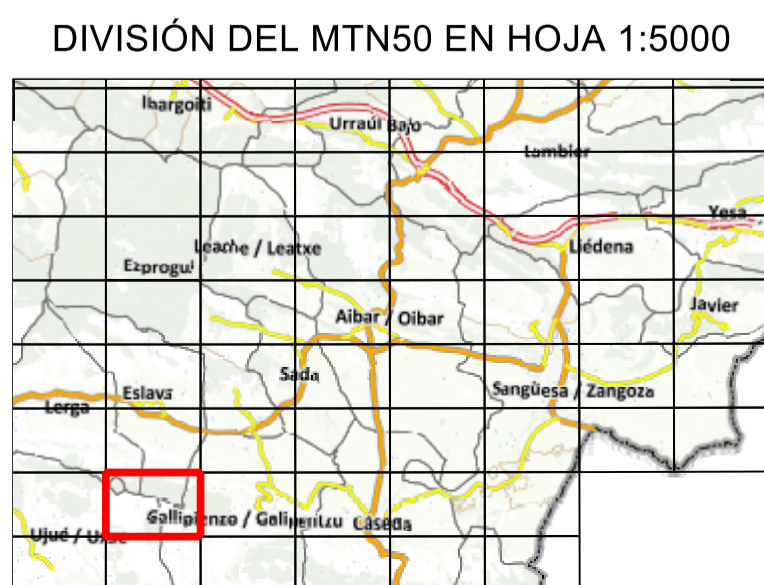 DIVISIÓN DEL MTN50 EN HOJA 1:5000
Ibargoiti
Urraúl Bajo
Lumbier
Yesa
Leache / Leatxe
Liédena
Ezprogui
Javier
Aibar / Oibar
Sada
Eslava
Sangüesa / Zangoza
Lerga
Gallipienzo / Galipentzu
Cáseda
Ujué /